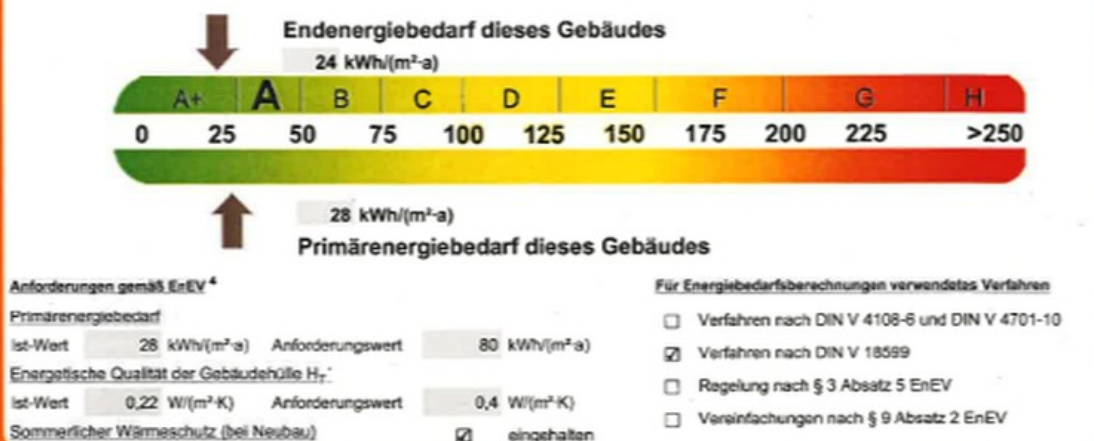 Endenergiebedarf dieses Gebäudes
24 kWh/(m²·a)
A+ A B C D E F G H
0 25 50 75 100 125 150 175 200 225 >250
28 kWh/(m²·a)
Primärenergiebedarf dieses Gebäudes
Anforderungen gemäß EnEV ⁴
Für Energiebedarfsberechnungen verwendetes Verfahren
Primärenergiebedarf
☐ Verfahren nach DIN V 4108-6 und DIN V 4701-10
Ist-Wert 28 kWh/(m²·a) Anforderungswert 80 kWh/(m²·a)
☑ Verfahren nach DIN V 18599
Energetische Qualität der Gebäudehülle H_T'
☐ Regelung nach § 3 Absatz 5 EnEV
Ist-Wert 0,22 W/(m²·K) Anforderungswert 0,4 W/(m²·K)
☐ Vereinfachungen nach § 9 Absatz 2 EnEV
Sommerlicher Wärmeschutz (bei Neubau) ☑ eingehalten